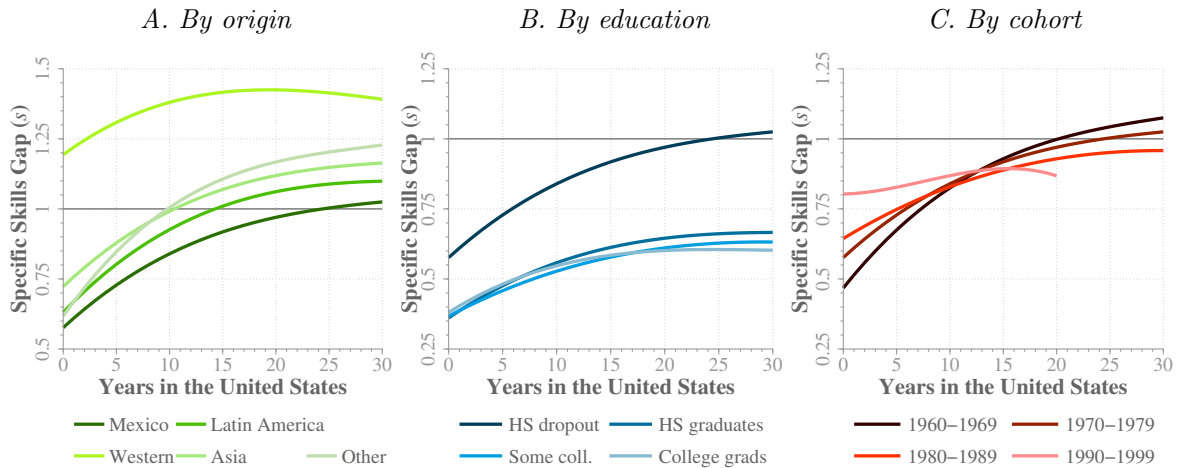 A. By origin
B. By education
C. By cohort
Specific Skills Gap (s)
1.5
1.25
1
0.75
0.5
0 5 10 15 20 25 30
Years in the United States
Mexico Latin America
Western Asia Other
Specific Skills Gap (s)
1.25
1
0.75
0.5
0.25
0 5 10 15 20 25 30
Years in the United States
HS dropout HS graduates
Some coll. College grads
Specific Skills Gap (s)
1.25
1
0.75
0.5
0.25
0 5 10 15 20 25 30
Years in the United States
1960–1969 1970–1979
1980–1989 1990–1999